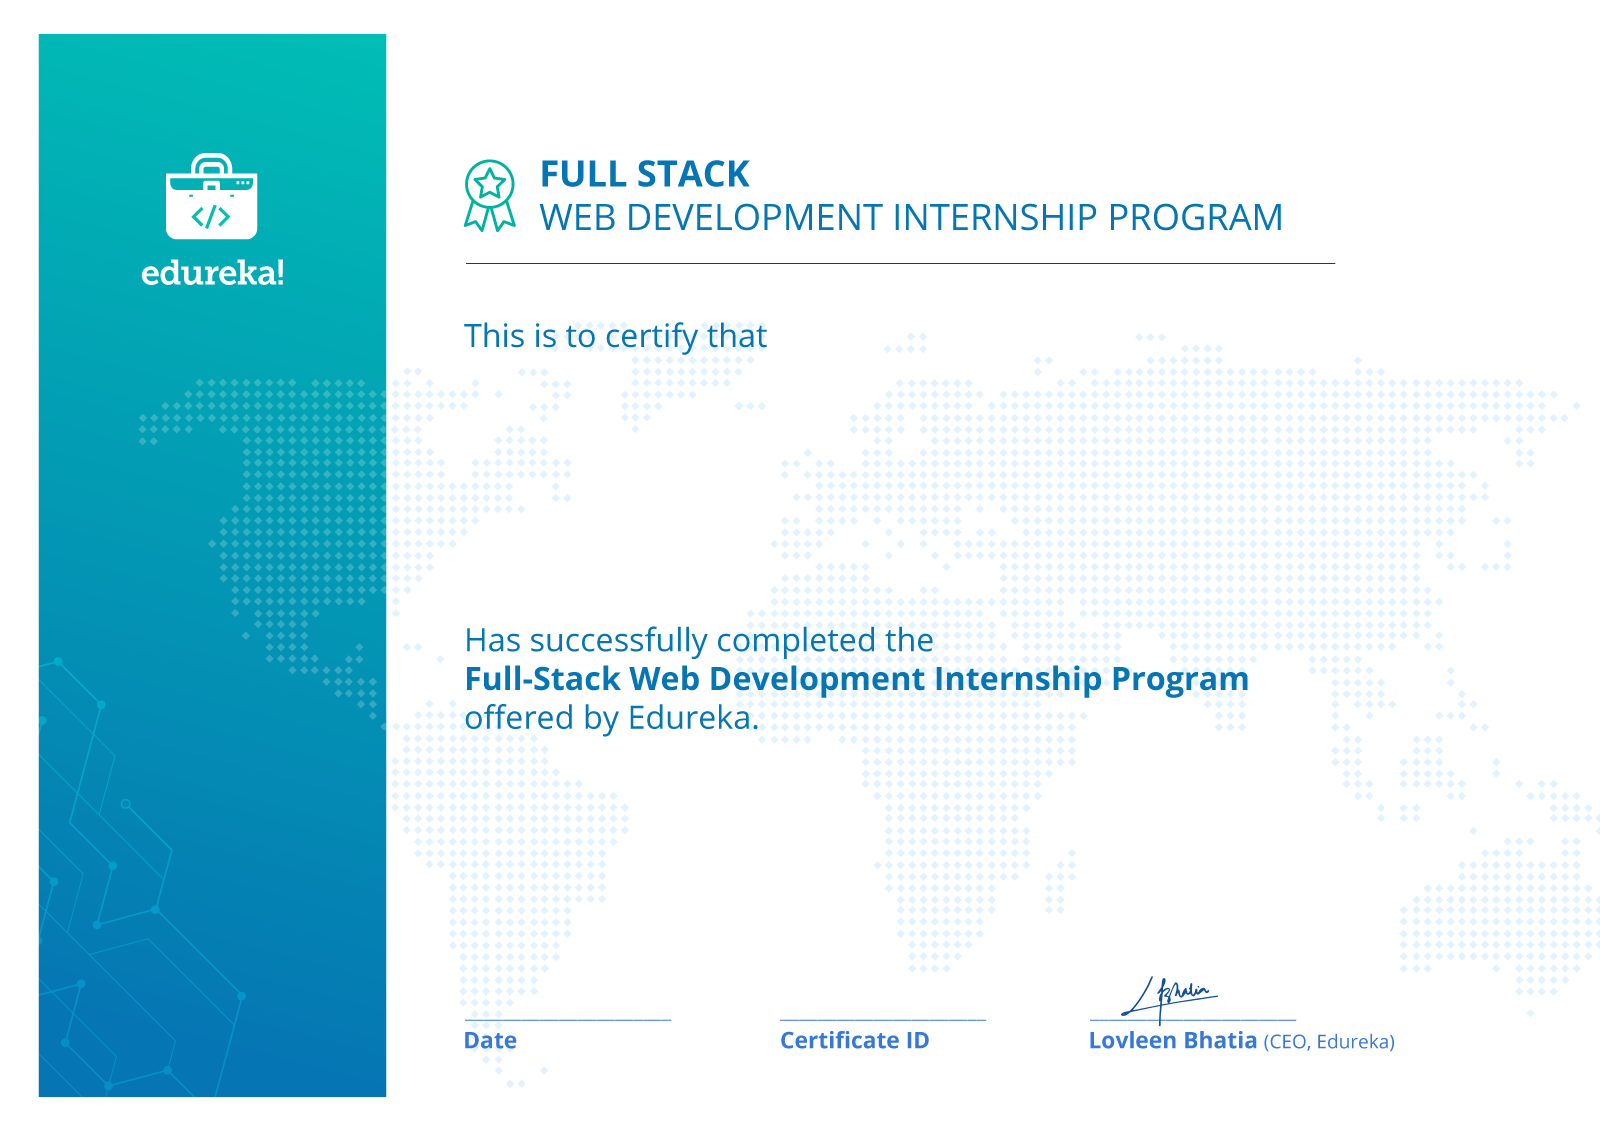 edureka!
FULL STACK
WEB DEVELOPMENT INTERNSHIP PROGRAM
This is to certify that
Has successfully completed the
Full-Stack Web Development Internship Program
offered by Edureka.
Date
Certificate ID
Lovleen Bhatia (CEO, Edureka)